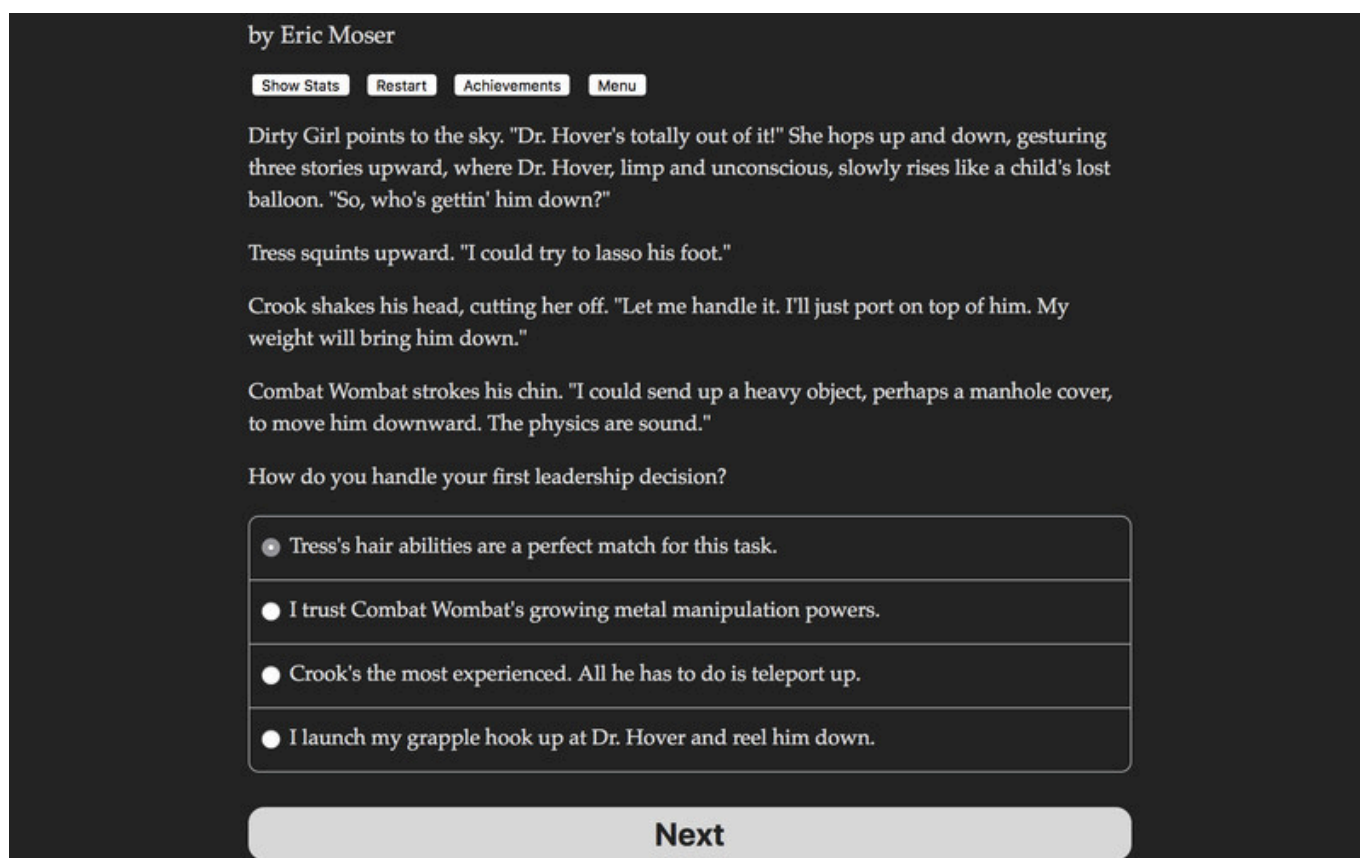 by Eric Moser
Show Stats Restart Achievements Menu
Dirty Girl points to the sky. "Dr. Hover's totally out of it!" She hops up and down, gesturing
three stories upward, where Dr. Hover, limp and unconscious, slowly rises like a child's lost
balloon. "So, who's gettin' him down?"
Tress squints upward. "I could try to lasso his foot."
Crook shakes his head, cutting her off. "Let me handle it. I'll just port on top of him. My
weight will bring him down."
Combat Wombat strokes his chin. "I could send up a heavy object, perhaps a manhole cover,
to move him downward. The physics are sound."
How do you handle your first leadership decision?
Tress's hair abilities are a perfect match for this task.
I trust Combat Wombat's growing metal manipulation powers.
Crook's the most experienced. All he has to do is teleport up.
I launch my grapple hook up at Dr. Hover and reel him down.
Next